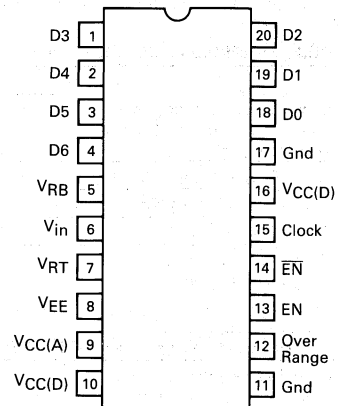 D3 1 20 D2
D4 2 19 D1
D5 3 18 D0
D6 4 17 Gnd
VRB 5 16 VCC(D)
Vin 6 15 Clock
VRT 7 14 E̅N̅
VEE 8 13 EN
VCC(A) 9 12 Over
Range
VCC(D) 10 11 Gnd